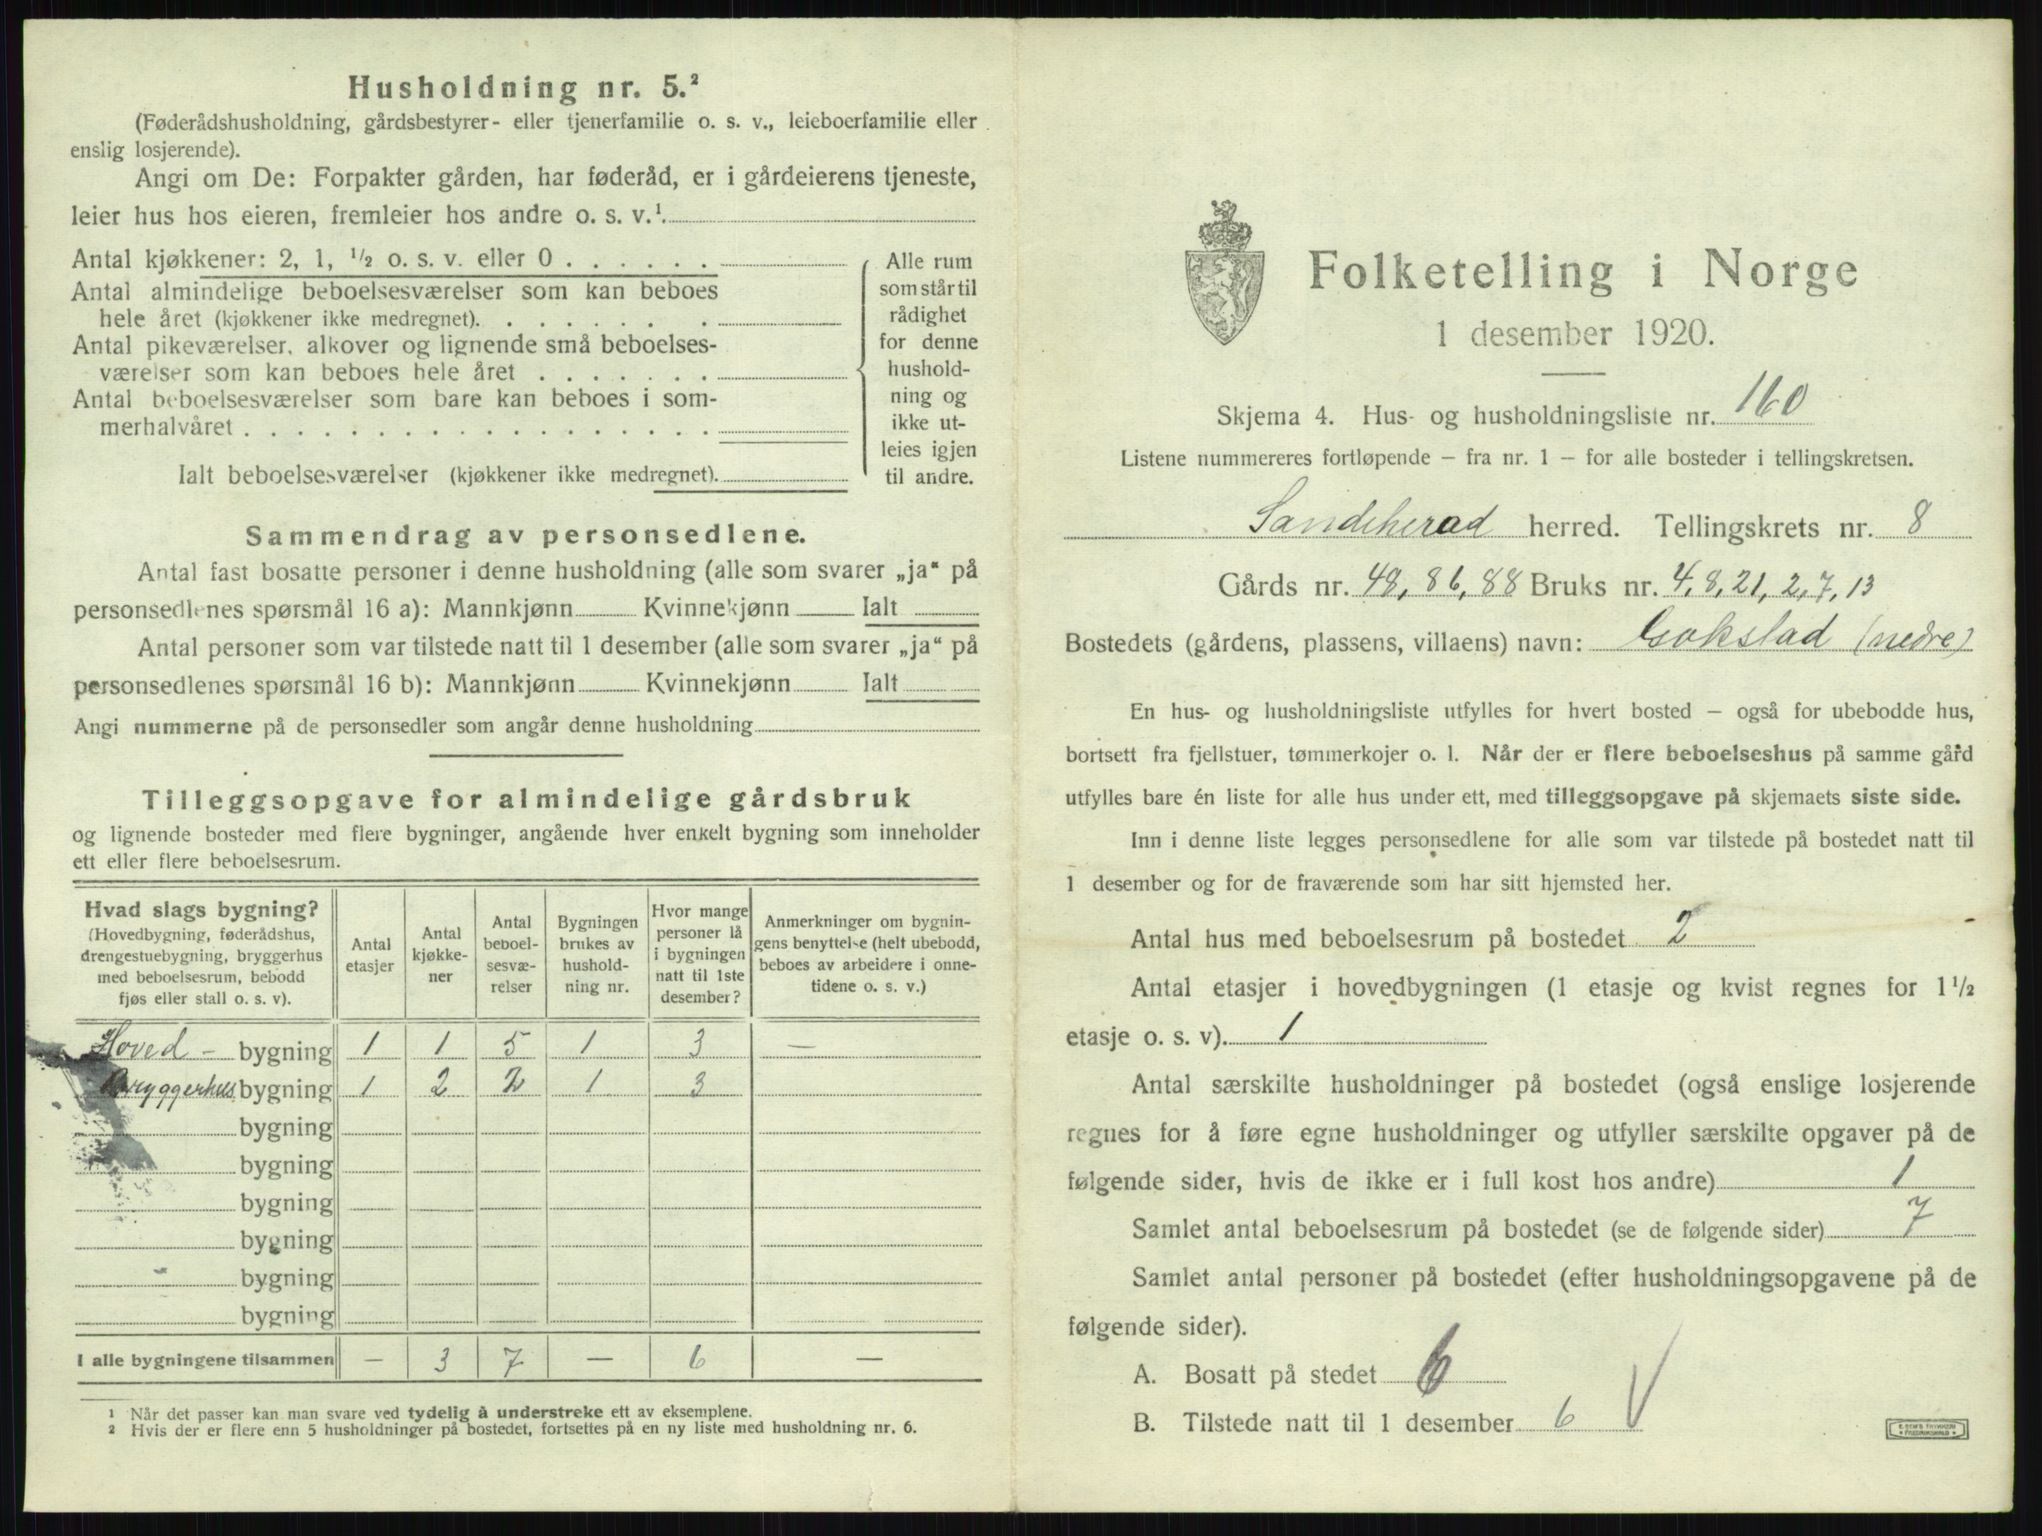 Husholdning nr. 5.²
(Føderådshusholdning, gårdsbestyrer- eller tjenerfamilie o. s. v., leieboerfamilie eller
enslig losjerende).
Angi om De: Forpakter gården, har føderåd, er i gårdeierens tjeneste,
leier hus hos eieren, fremleier hos andre o. s. v.¹
Antal kjøkkener: 2, 1, ½ o. s. v. eller 0 . . . . . .
Antal almindelige beboelsesværelser som kan beboes
hele året (kjøkkener ikke medregnet). . . . . . . .
Antal pikeværelser, alkover og lignende små beboelses-
værelser som kan beboes hele året . . . . . . .
Antal beboelsesværelser som bare kan beboes i som-
merhalvåret . . . . . . . . . . . . . . . . . .
Ialt beboelsesværelser (kjøkkener ikke medregnet).
Alle rum
som står til
rådighet
for denne
hushold-
ning og
ikke ut-
leies igjen
til andre.
Sammendrag av personsedlene.
Antal fast bosatte personer i denne husholdning (alle som svarer „ja“ på
personsedlenes spørsmål 16 a): Mannkjønn Kvinnekjønn Ialt
Antal personer som var tilstede natt til 1 desember (alle som svarer „ja“ på
personsedlenes spørsmål 16 b): Mannkjønn Kvinnekjønn Ialt
Angi nummerne på de personsedler som angår denne husholdning
Tilleggsopgave for almindelige gårdsbruk
og lignende bosteder med flere bygninger, angående hver enkelt bygning som inneholder
ett eller flere beboelsesrum.
Hvad slags bygning?
(Hovedbygning, føderådshus,
drengestuebygning, bryggerhus
med beboelsesrum, bebodd
fjøs eller stall o. s. v).
Antal
etasjer
Antal
kjøkke-
ner
Antal
beboel-
sesvæ-
relser
Bygningen
brukes av
hushold-
ning nr.
Hvor mange
personer lå
i bygningen
natt til 1ste
desember?
Anmerkninger om bygnin-
gens benyttelse (helt ubebodd,
beboes av arbeidere i onne-
tidene o. s. v.)
Hoved - bygning 1 1 5 1 3 —
Bryggerhus bygning 1 2 2 1 3
bygning
bygning
bygning
bygning
bygning
bygning
I alle bygningene tilsammen — 3 7 — 6 —
¹ Når det passer kan man svare ved tydelig å understreke ett av eksemplene.
² Hvis der er flere enn 5 husholdninger på bostedet, fortsettes på en ny liste med husholdning nr. 6.
Folketelling i Norge
1 desember 1920.
Skjema 4. Hus- og husholdningsliste nr. 160
Listene nummereres fortløpende – fra nr. 1 – for alle bosteder i tellingskretsen.
Sandeherad herred. Tellingskrets nr. 8
Gårds nr. 48, 86, 88 Bruks nr. 4, 8, 21, 2, 7, 13
Bostedets (gårdens, plassens, villaens) navn: Gokstad (nedre)
En hus- og husholdningsliste utfylles for hvert bosted – også for ubebodde hus,
bortsett fra fjellstuer, tømmerkojer o. l. Når der er flere beboelseshus på samme gård
utfylles bare én liste for alle hus under ett, med tilleggsopgave på skjemaets siste side.
Inn i denne liste legges personsedlene for alle som var tilstede på bostedet natt til
1 desember og for de fraværende som har sitt hjemsted her.
Antal hus med beboelsesrum på bostedet 2
Antal etasjer i hovedbygningen (1 etasje og kvist regnes for 1½
etasje o. s. v). 1
Antal særskilte husholdninger på bostedet (også enslige losjerende
regnes for å føre egne husholdninger og utfyller særskilte opgaver på de
følgende sider, hvis de ikke er i full kost hos andre) 1
Samlet antal beboelsesrum på bostedet (se de følgende sider) 7
Samlet antal personer på bostedet (efter husholdningsopgavene på de
følgende sider).
A. Bosatt på stedet 6
B. Tilstede natt til 1 desember 6